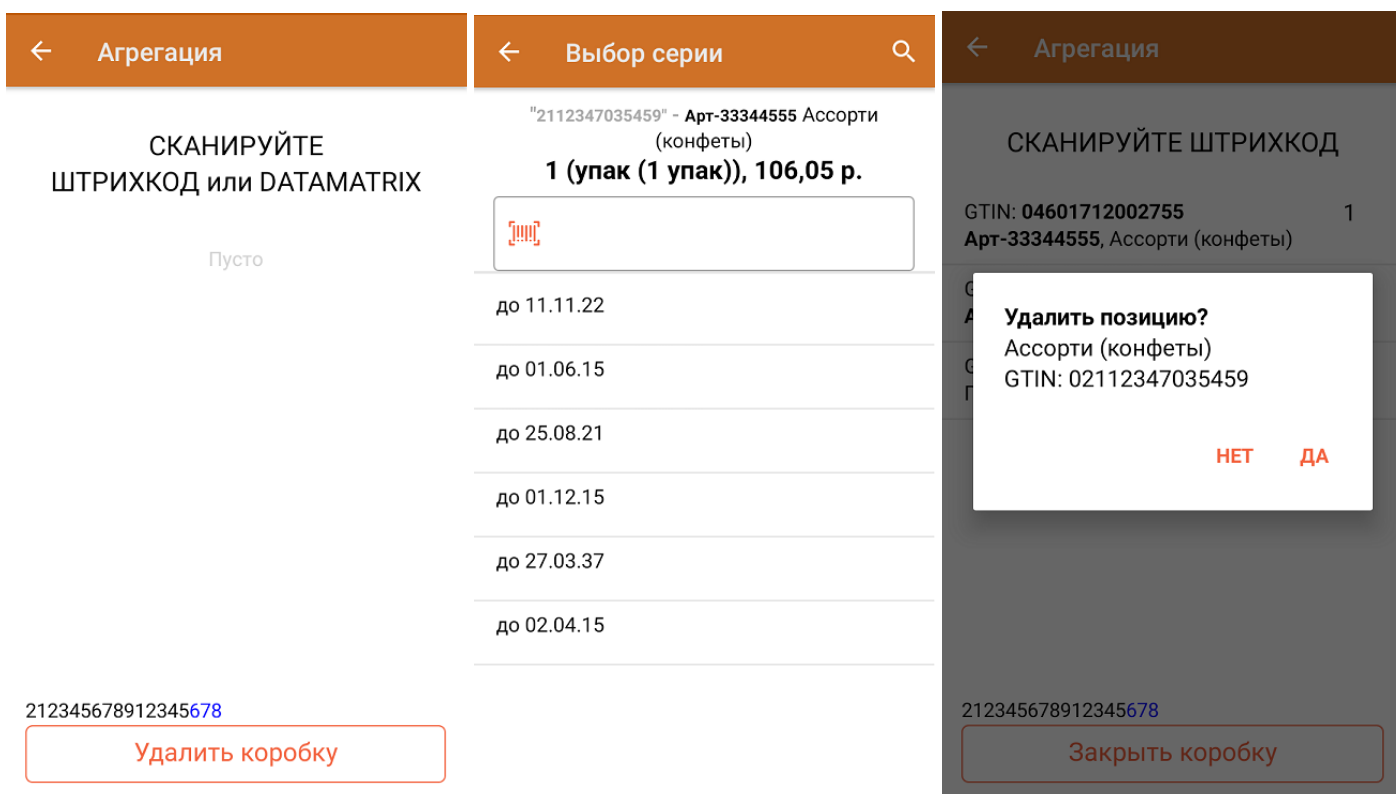 Агрегация
СКАНИРУЙТЕ
ШТРИХКОД или DATAMATRIX
Пусто
212345678912345678
Удалить коробку
Выбор серии
"2112347035459" - Арт-33344555 Ассорти
(конфеты)
1 (упак (1 упак)), 106,05 р.
до 11.11.22
до 01.06.15
до 25.08.21
до 01.12.15
до 27.03.37
до 02.04.15
Агрегация
СКАНИРУЙТЕ ШТРИХКОД
GTIN: 04601712002755 1
Арт-33344555, Ассорти (конфеты)
Удалить позицию?
Ассорти (конфеты)
GTIN: 02112347035459
НЕТ ДА
212345678912345678
Закрыть коробку